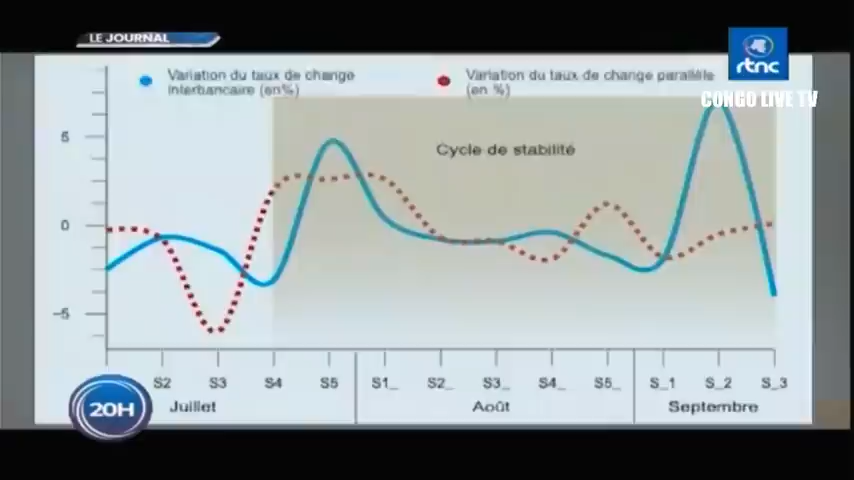 LE JOURNAL
rtnc
CONGO LIVE TV
Variation du taux de change
interbancaire (en%)
Variation du taux de change parallèle
(en %)
Cycle de stabilité
5
0
-5
S2 S3 S4 S5 S1_ S2_ S3_ S4_ S5_ S_1 S_2 S_3
Juillet Août Septembre
20H